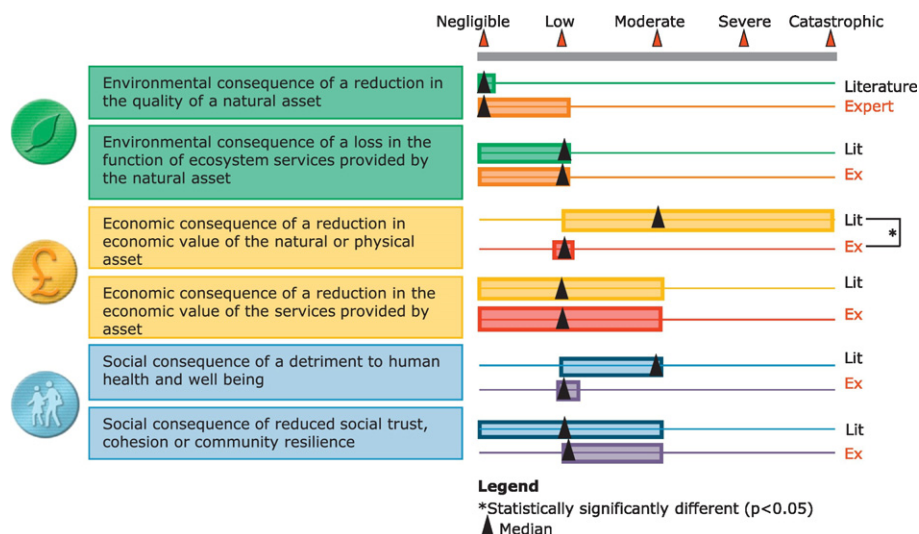 Negligible Low Moderate Severe Catastrophic
Environmental consequence of a reduction in
the quality of a natural asset
Literature
Expert
Environmental consequence of a loss in the
function of ecosystem services provided by
the natural asset
Lit
Ex
£
Economic consequence of a reduction in
economic value of the natural or physical
asset
Lit
Ex
*
Economic consequence of a reduction in the
economic value of the services provided by
asset
Lit
Ex
Social consequence of a detriment to human
health and well being
Lit
Ex
Social consequence of reduced social trust,
cohesion or community resilience
Lit
Ex
Legend
*Statistically significantly different (p<0.05)
Median